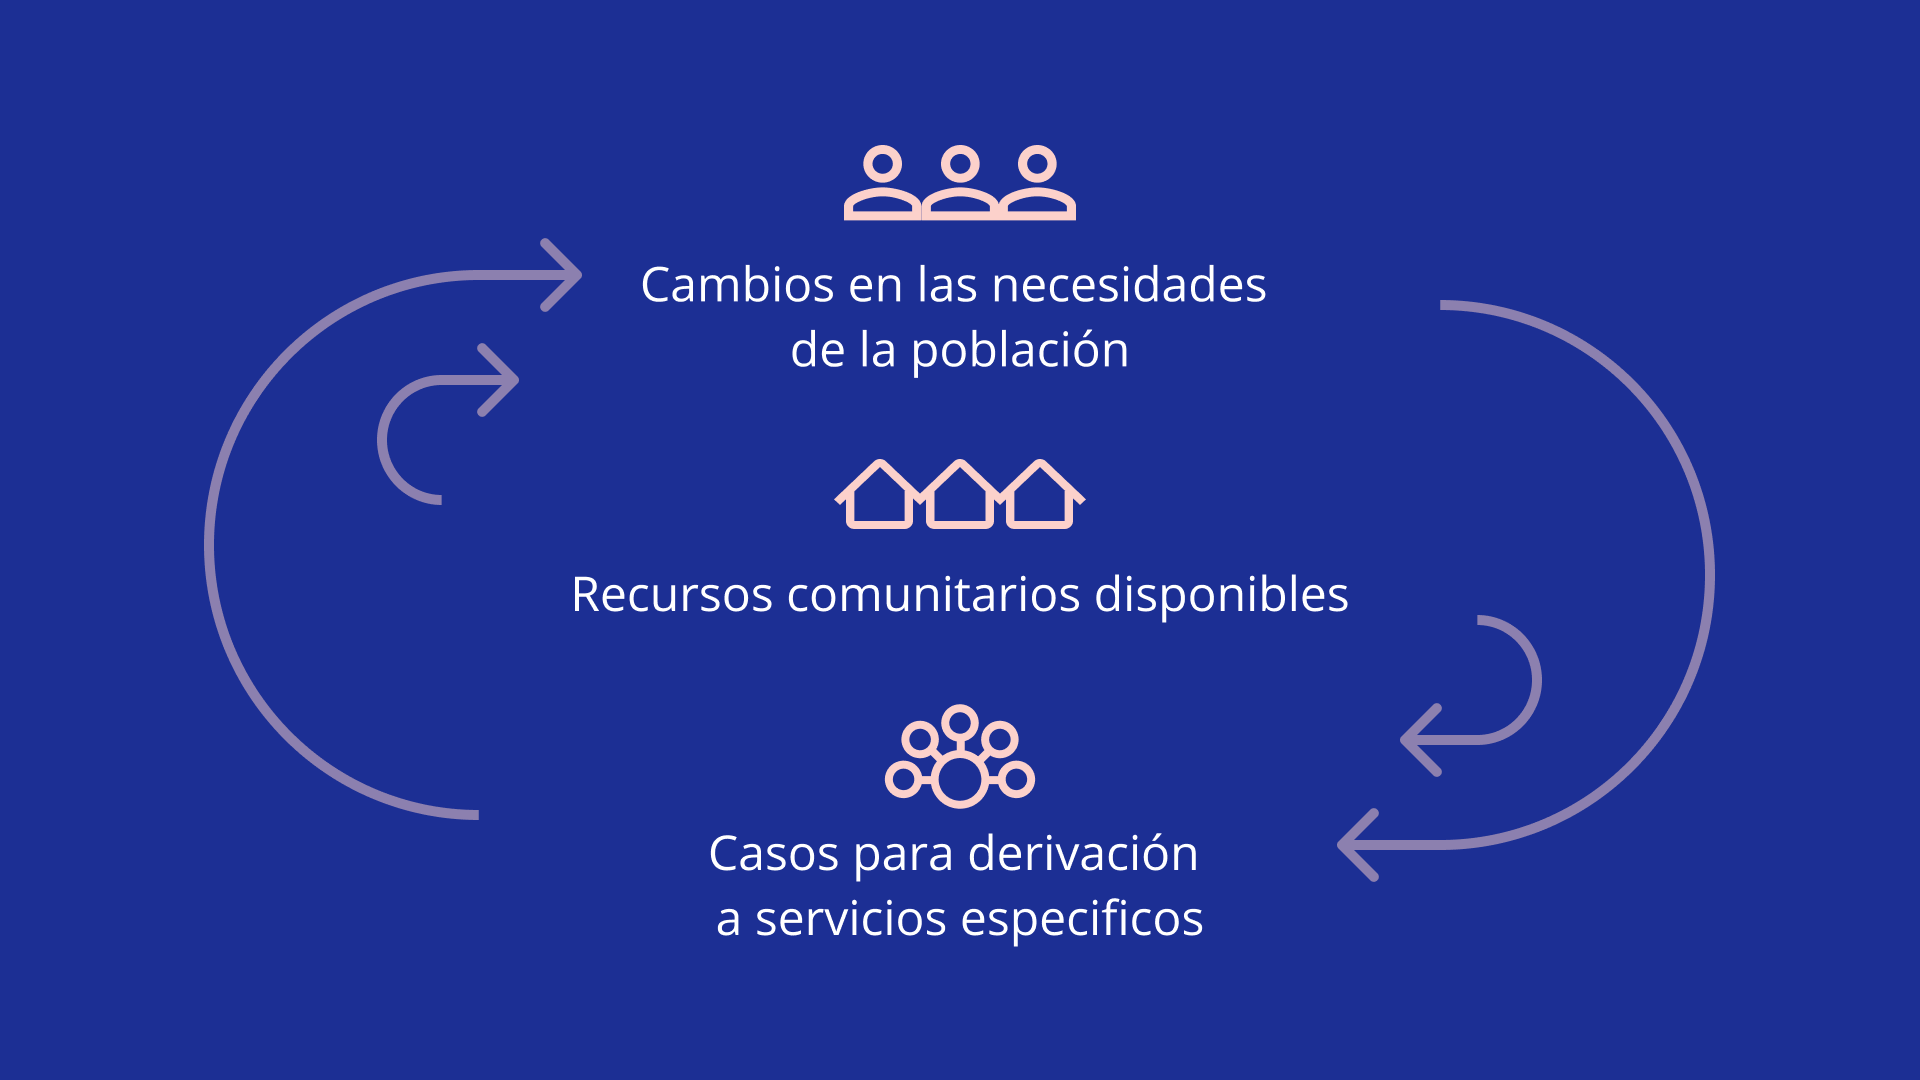 Cambios en las necesidades
de la población
Recursos comunitarios disponibles
Casos para derivación
a servicios especificos